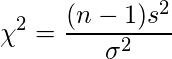 χ² = (n − 1)s² / σ²